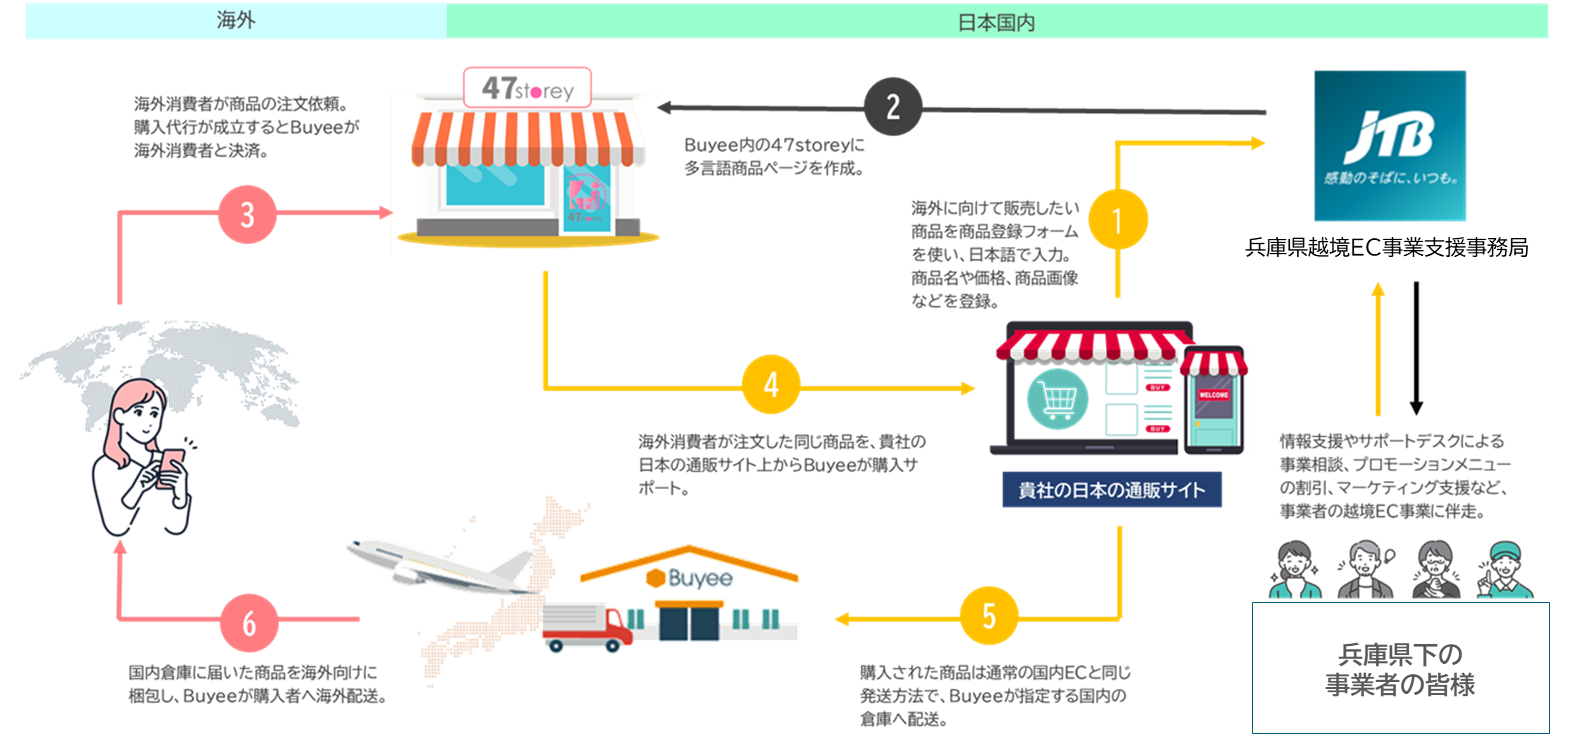 海外
日本国内
47storey
海外消費者が商品の注文依頼。
購入代行が成立するとBuyeeが
海外消費者と決済。
3
47storey
2
Buyee内の47storeyに
多言語商品ページを作成。
JTB
感動のそばに、いつも。
兵庫県越境EC事業支援事務局
1
海外に向けて販売したい
商品を商品登録フォーム
を使い、日本語で入力。
商品名や価格、商品画像
などを登録。
4
海外消費者が注文した同じ商品を、貴社の
日本の通販サイト上からBuyeeが購入サ
ポート。
BUY
BUY
WELCOME
貴社の日本の通販サイト
情報支援やサポートデスクによる
事業相談、プロモーションメニュー
の割引、マーケティング支援など、
事業者の越境EC事業に伴走。
兵庫県下の
事業者の皆様
5
購入された商品は通常の国内ECと同じ
発送方法で、Buyeeが指定する国内の
倉庫へ配送。
Buyee
6
国内倉庫に届いた商品を海外向けに
梱包し、Buyeeが購入者へ海外配送。